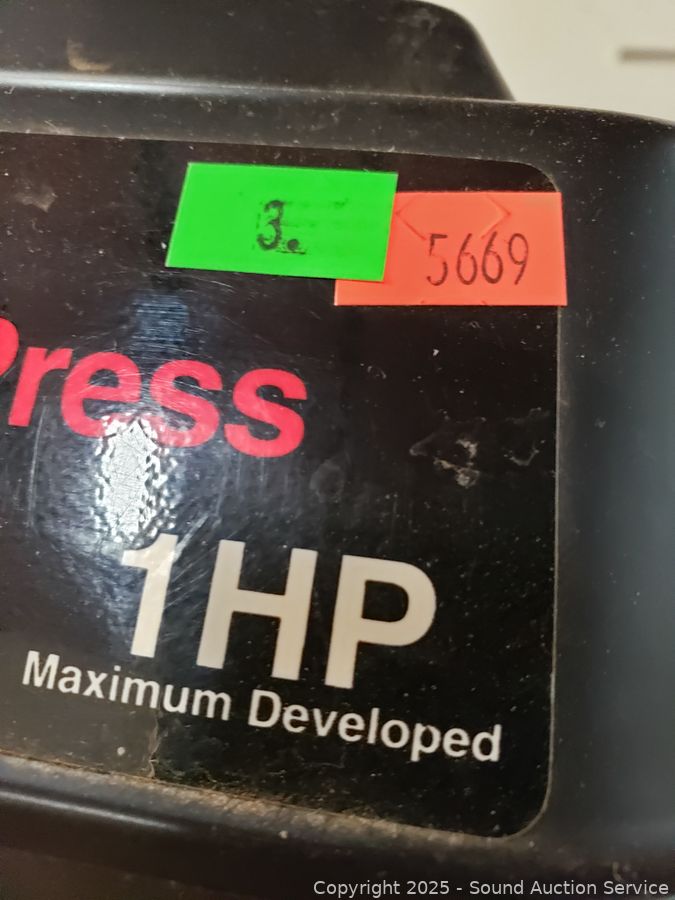 3.
5669
Press
1HP
Maximum Developed
Copyright 2025 - Sound Auction Service